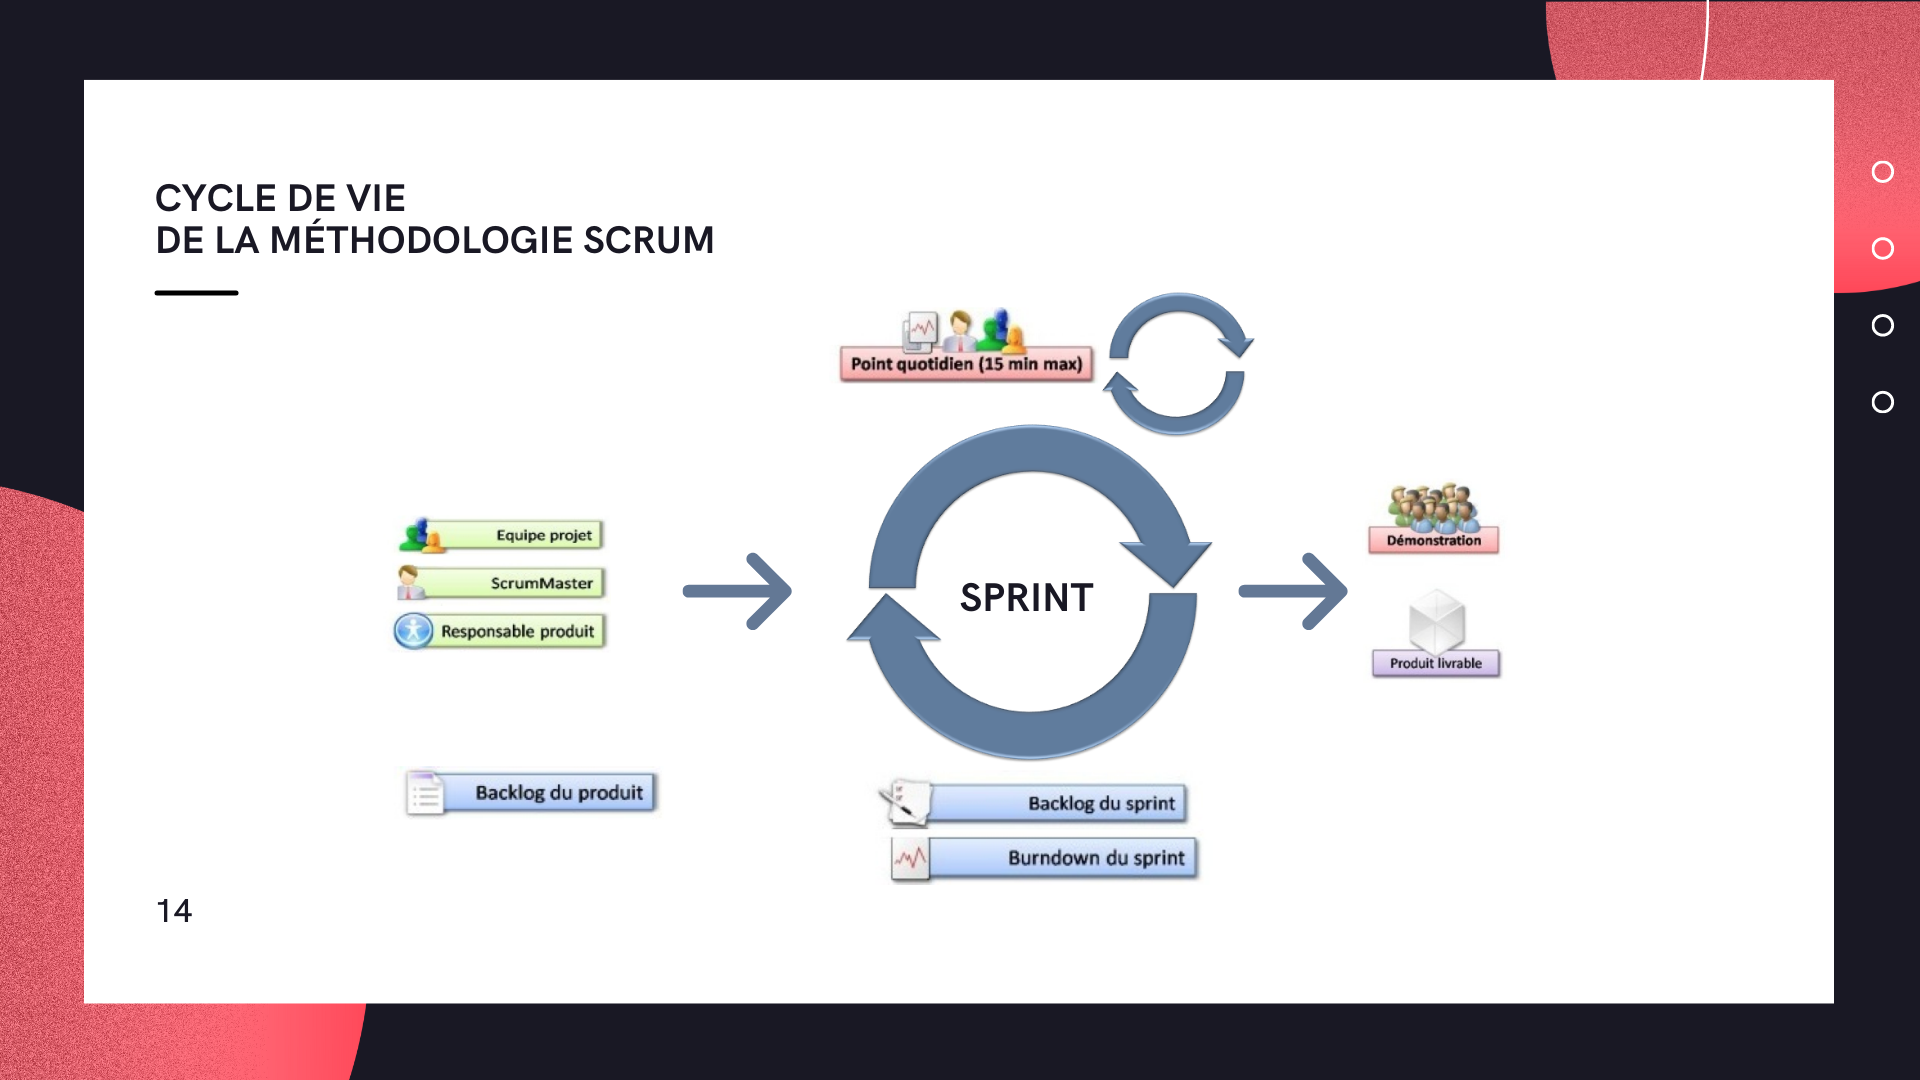 CYCLE DE VIE
DE LA MÉTHODOLOGIE SCRUM
Point quotidien (15 min max)
Equipe projet
ScrumMaster
Responsable produit
SPRINT
Démonstration
Produit livrable
Backlog du produit
Backlog du sprint
Burndown du sprint
14